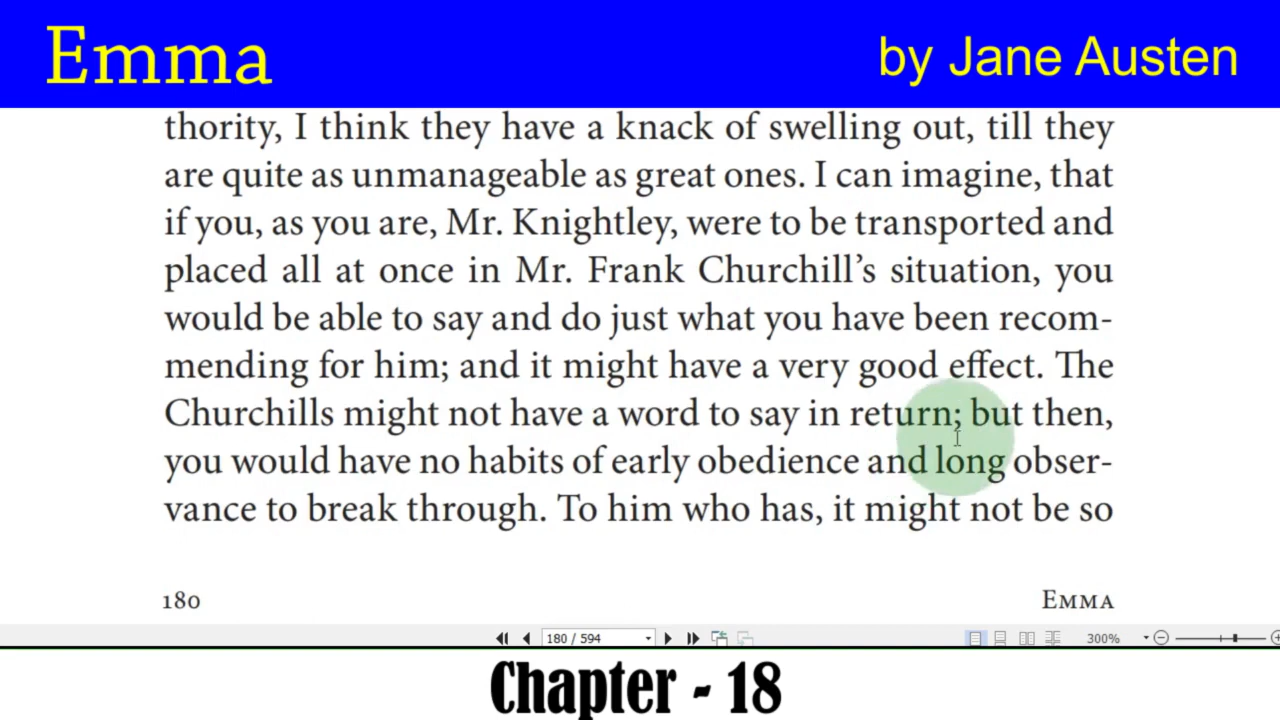 Emma
by Jane Austen
thority, I think they have a knack of swelling out, till they
are quite as unmanageable as great ones. I can imagine, that
if you, as you are, Mr. Knightley, were to be transported and
placed all at once in Mr. Frank Churchill’s situation, you
would be able to say and do just what you have been recom-
mending for him; and it might have a very good effect. The
Churchills might not have a word to say in return; but then,
you would have no habits of early obedience and long obser-
vance to break through. To him who has, it might not be so
180
Emma
180 / 594
300%
Chapter - 18